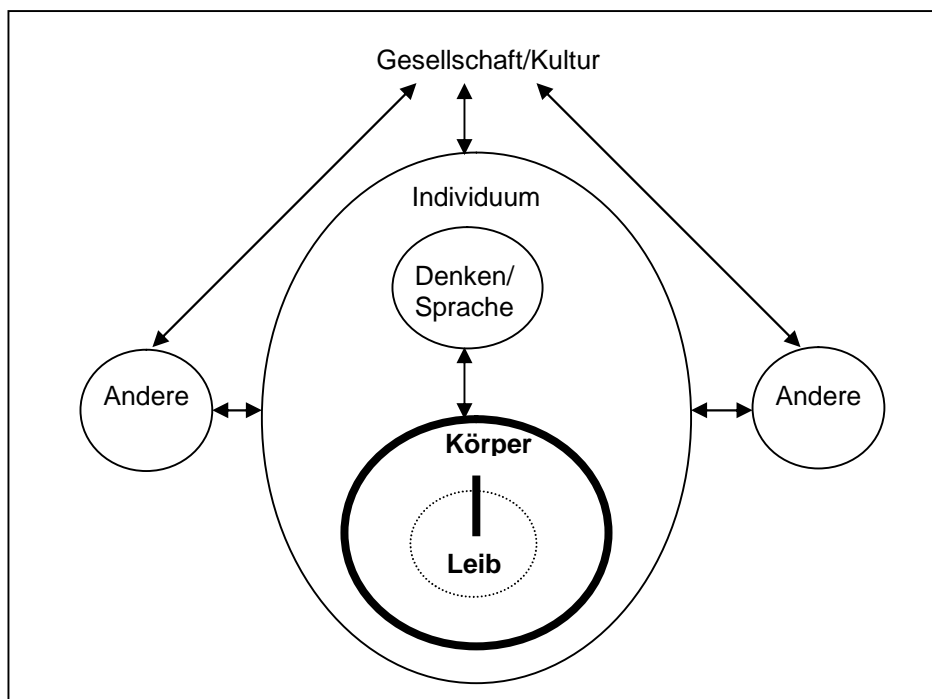 Gesellschaft/Kultur
Individuum
Denken/
Sprache
Andere
Andere
Körper
Leib